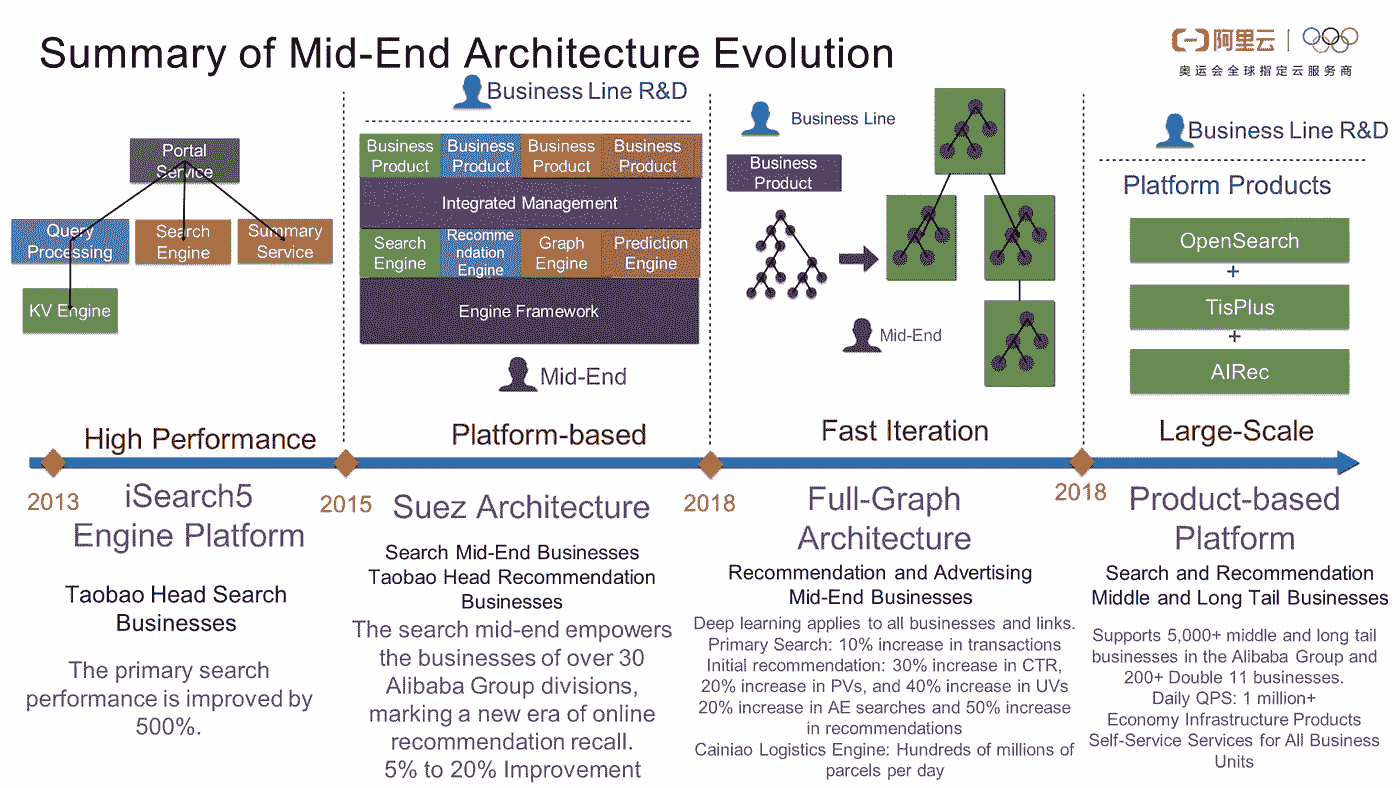 Summary of Mid-End Architecture Evolution
阿里云
奥运会全球指定云服务商
Portal
Service
Query
Processing
Search
Engine
Summary
Service
KV Engine
High Performance
2013
iSearch5
Engine Platform
Taobao Head Search
Businesses
The primary search
performance is improved by
500%.
Business Line R&D
Business
Product
Business
Product
Business
Product
Business
Product
Integrated Management
Search
Engine
Recomme
ndation
Engine
Graph
Engine
Prediction
Engine
Engine Framework
Mid-End
Platform-based
2015
Suez Architecture
Search Mid-End Businesses
Taobao Head Recommendation
Businesses
The search mid-end empowers
the businesses of over 30
Alibaba Group divisions,
marking a new era of online
recommendation recall.
5% to 20% Improvement
Business Line
Business
Product
Mid-End
Fast Iteration
2018
Full-Graph
Architecture
Recommendation and Advertising
Mid-End Businesses
Deep learning applies to all businesses and links.
Primary Search: 10% increase in transactions
Initial recommendation: 30% increase in CTR,
20% increase in PVs, and 40% increase in UVs
20% increase in AE searches and 50% increase
in recommendations
Cainiao Logistics Engine: Hundreds of millions of
parcels per day
Business Line R&D
Platform Products
OpenSearch
+
TisPlus
+
AIRec
Large-Scale
2018
Product-based
Platform
Search and Recommendation
Middle and Long Tail Businesses
Supports 5,000+ middle and long tail
businesses in the Alibaba Group and
200+ Double 11 businesses.
Daily QPS: 1 million+
Economy Infrastructure Products
Self-Service Services for All Business
Units